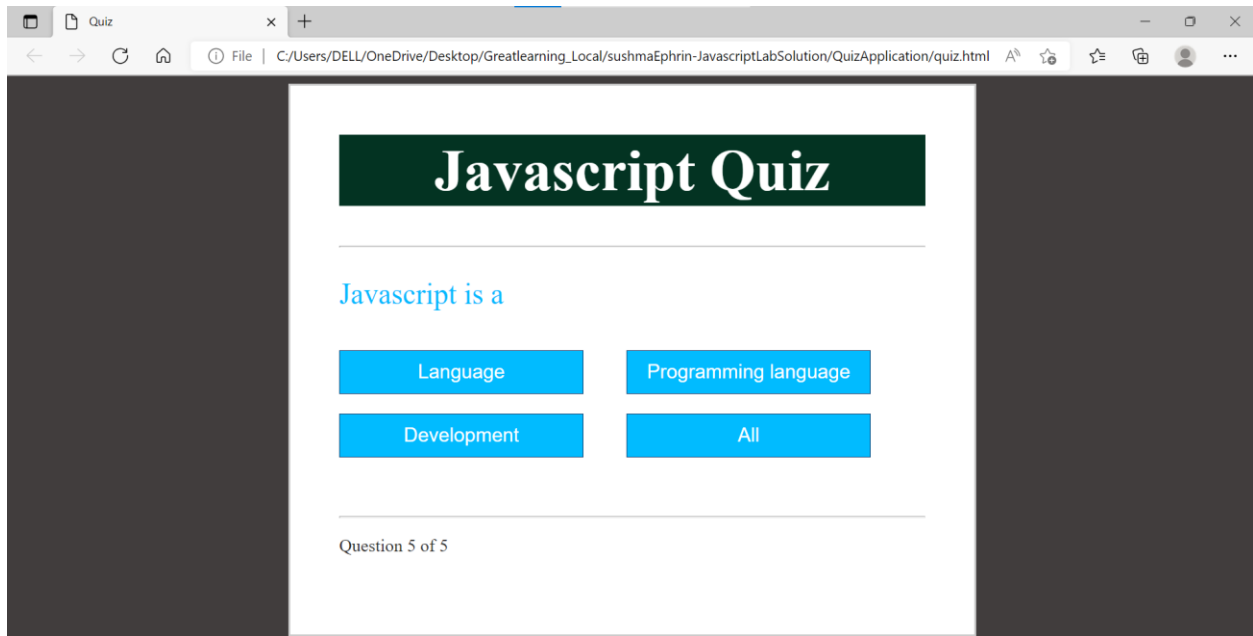 Quiz
File
C:/Users/DELL/OneDrive/Desktop/Greatlearning_Local/sushmaEphrin-JavascriptLabSolution/QuizApplication/quiz.html
Javascript Quiz
Javascript is a
Language
Programming language
Development
All
Question 5 of 5